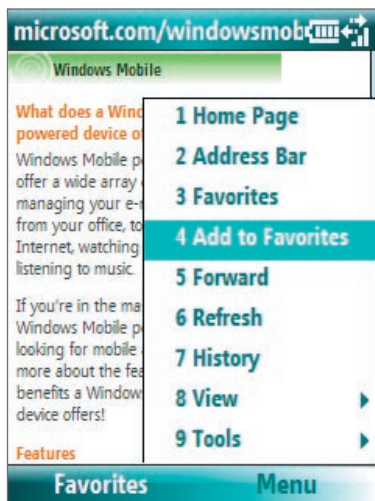 microsoft.com/windowsmob
Windows Mobile
What does a Wind
powered device o
Windows Mobile p
offer a wide array
managing your e-
from your office, to
Internet, watching
listening to music.
If you're in the ma
Windows Mobile p
looking for mobile
more about the fea
benefits a Window
device offers!
Features
1 Home Page
2 Address Bar
3 Favorites
4 Add to Favorites
5 Forward
6 Refresh
7 History
8 View
9 Tools
Favorites Menu